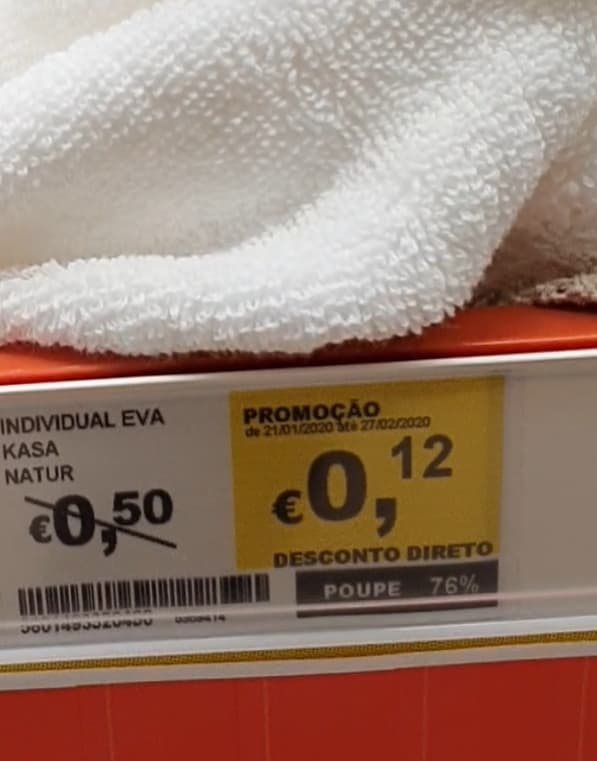 INDIVIDUAL EVA
KASA
NATUR
€0,50
PROMOÇÃO
de 21/01/2020 até 27/02/2020
€0,12
DESCONTO DIRETO
POUPE 76%